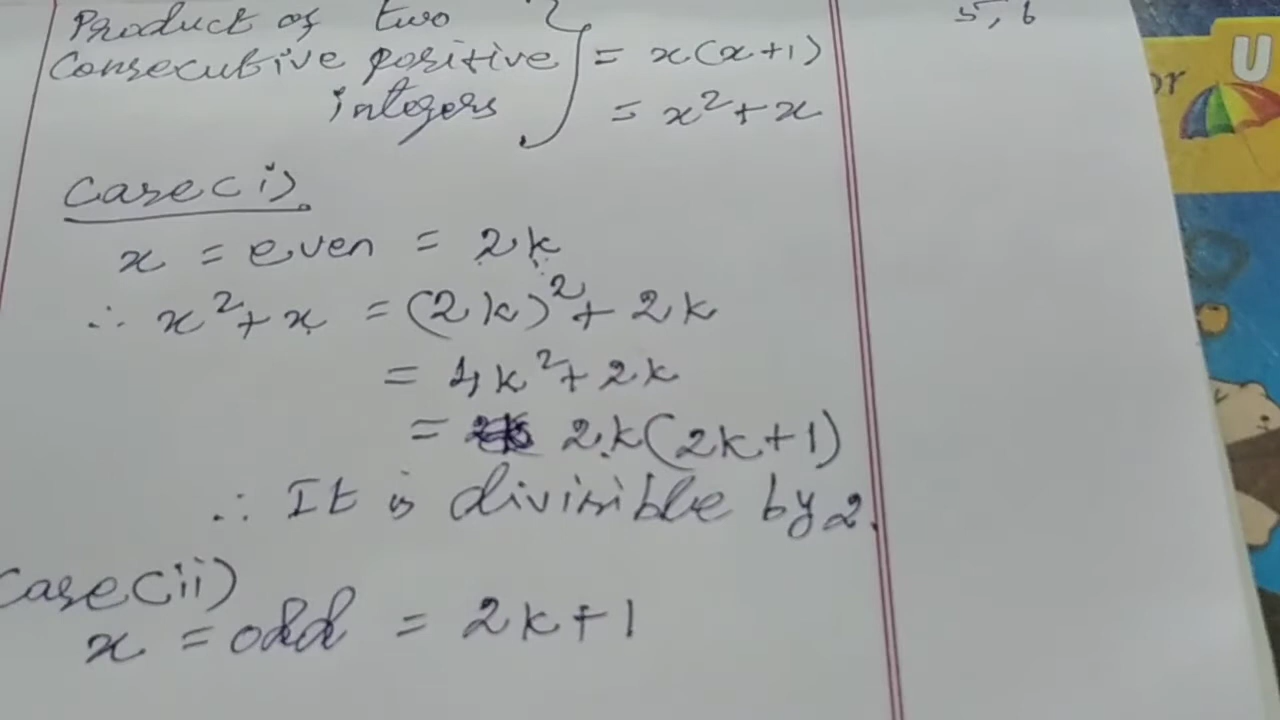 Product of two
5, 6
consecutive positive } = x(x+1)
integers = x² + x
U
or
Case(i).
x = even = 2k
∴ x² + x = (2k)² + 2k
= 4k² + 2k
= 2k(2k+1)
∴ It is divisible by 2.
Case(ii)
x = odd = 2k+1